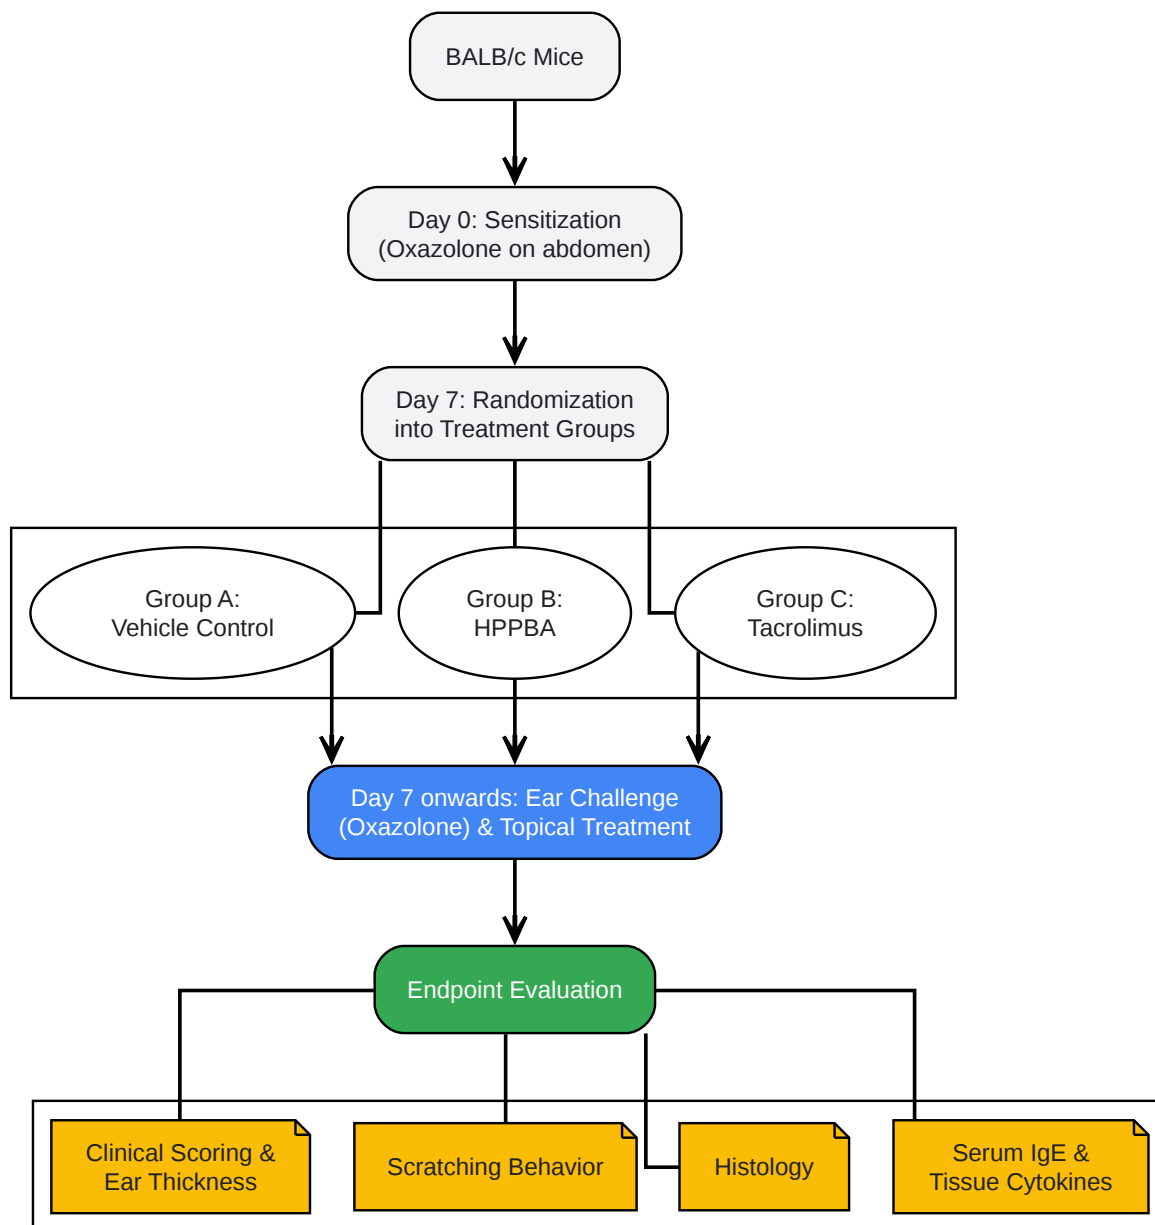 BALB/c Mice
Day 0: Sensitization
(Oxazolone on abdomen)
Day 7: Randomization
into Treatment Groups
Group A:
Vehicle Control
Group B:
HPPBA
Group C:
Tacrolimus
Day 7 onwards: Ear Challenge
(Oxazolone) & Topical Treatment
Endpoint Evaluation
Clinical Scoring &
Ear Thickness
Scratching Behavior
Histology
Serum IgE &
Tissue Cytokines